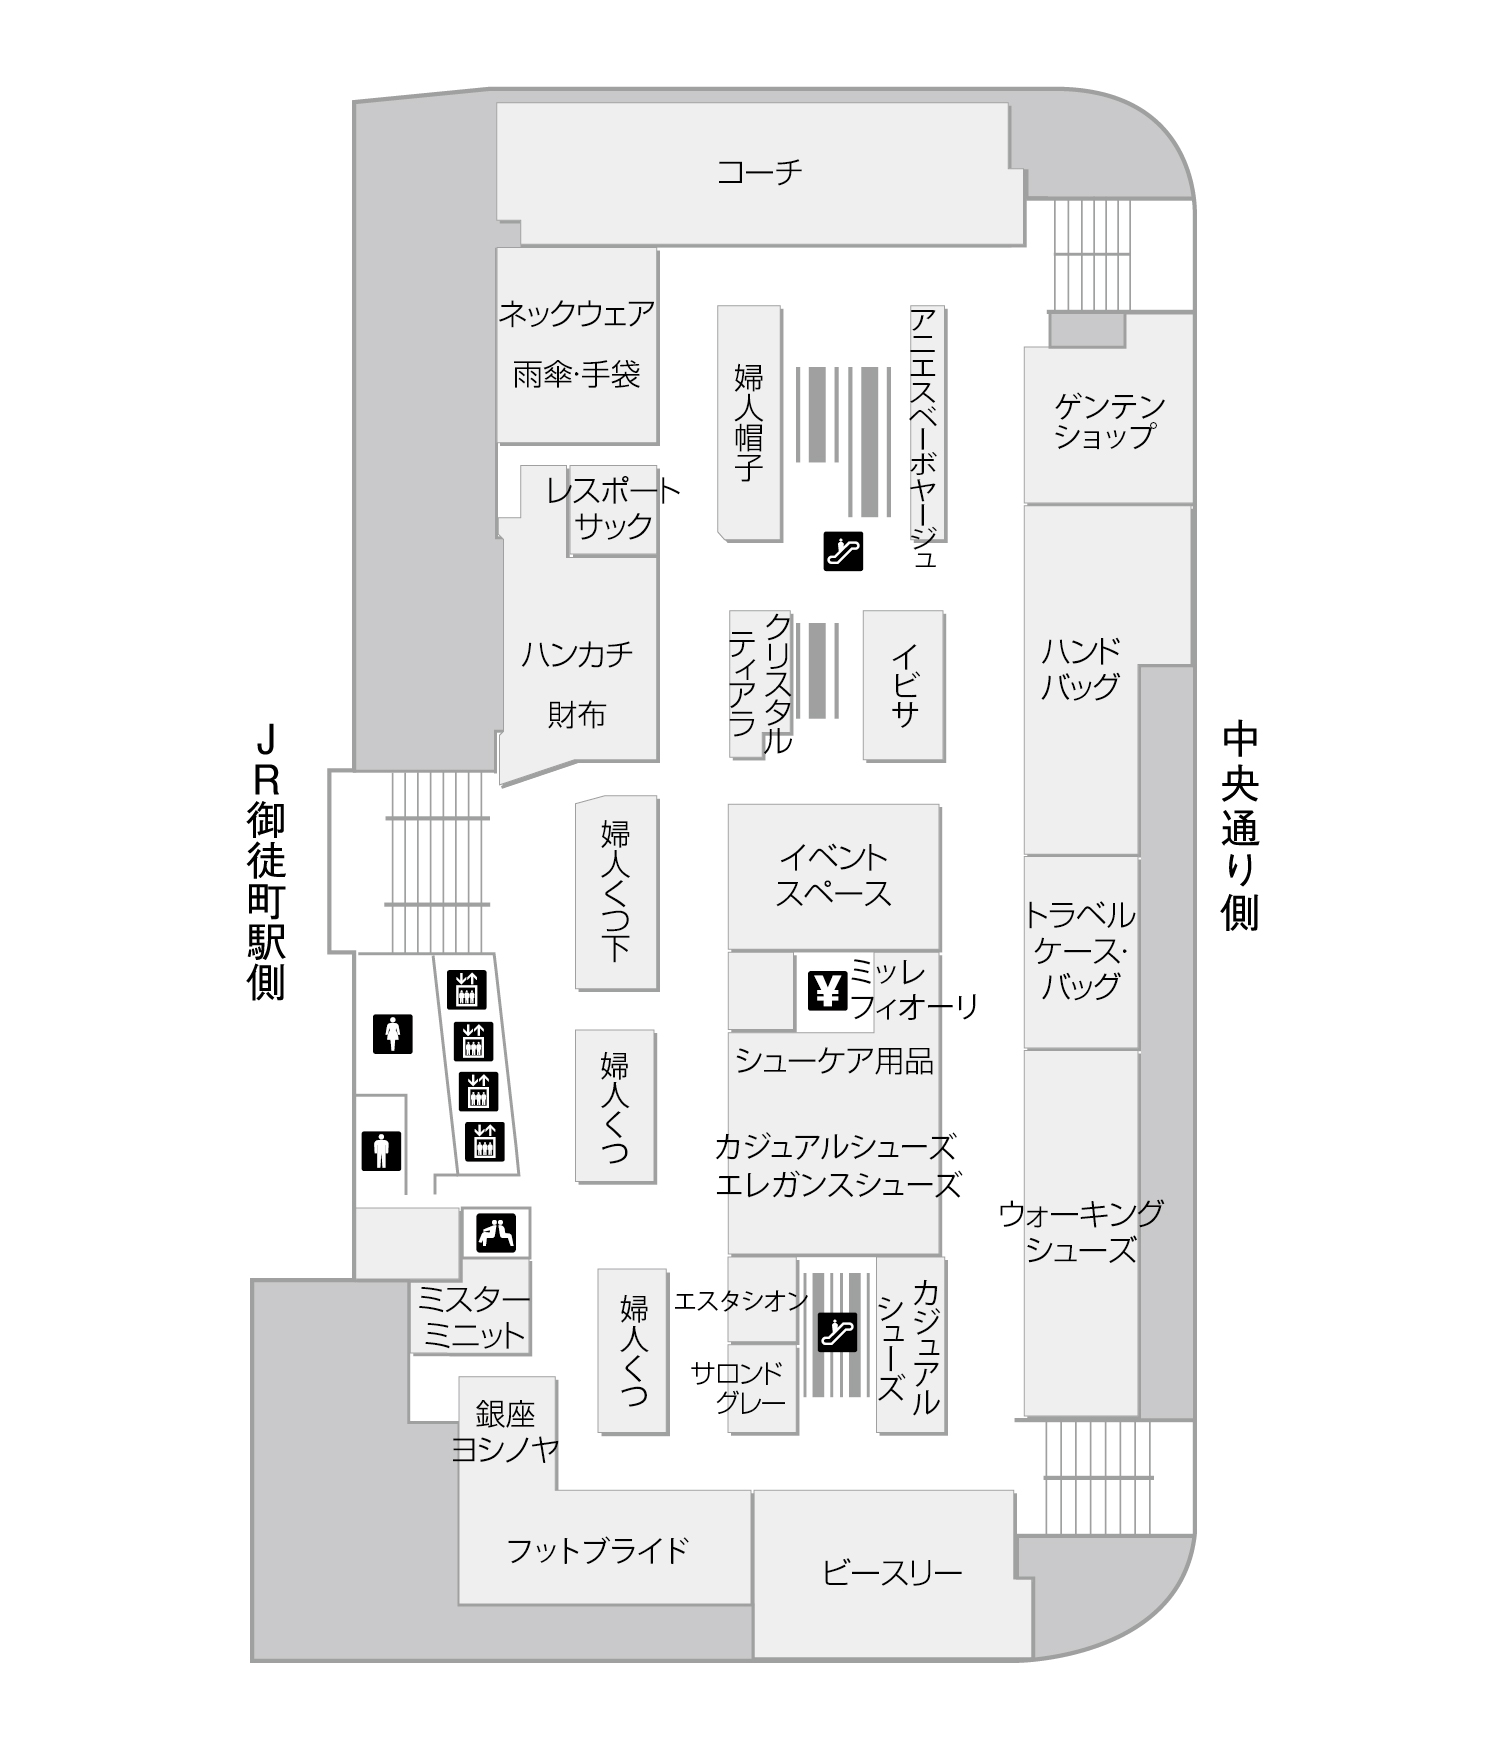 コーチ
ネックウェア
雨傘・手袋
婦人帽子
アニエスベーボヤージュ
ゲンテン
ショップ
レスポート
サック
ハンカチ
財布
クリスタル
ティアラ
イビサ
ハンド
バッグ
JR御徒町駅側
中央通り側
婦人くつ下
イベント
スペース
トラベル
ケース・
バッグ
¥
ミッレ
フィオーリ
婦人くつ
シューケア用品
カジュアルシューズ
エレガンスシューズ
ウォーキング
シューズ
ミスター
ミニット
婦人くつ
エスタシオン
サロンド
グレー
カジュアル
シューズ
銀座
ヨシノヤ
フットブライド
ビースリー